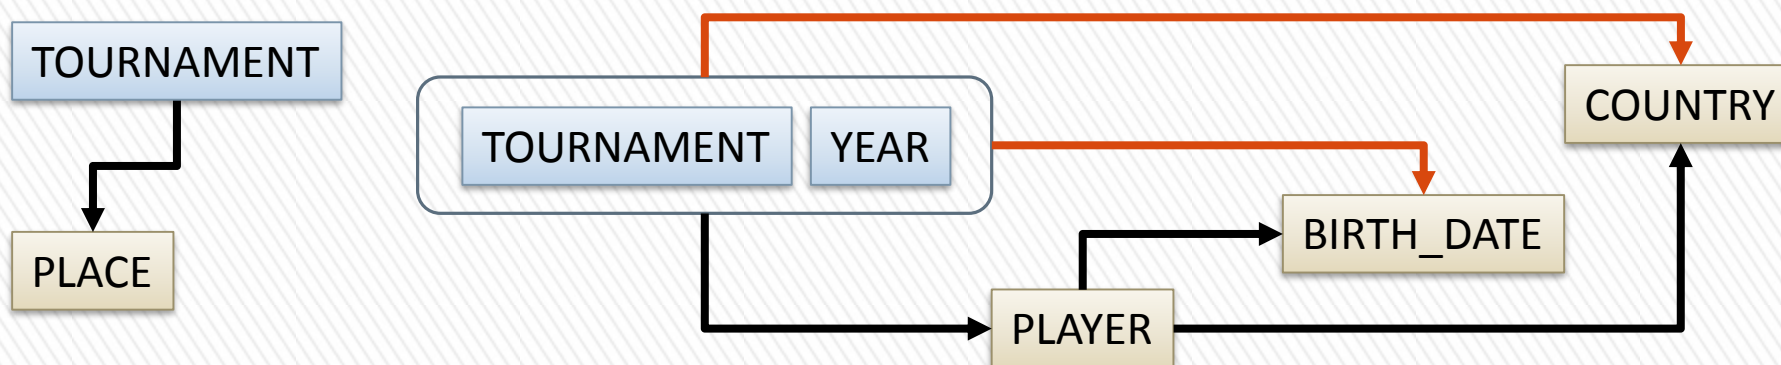 TOURNAMENT
PLACE
TOURNAMENT YEAR
COUNTRY
BIRTH_DATE
PLAYER